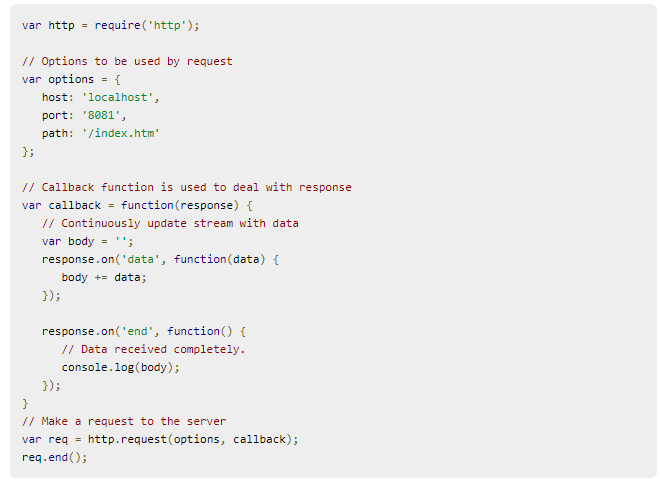 var http = require('http');

// Options to be used by request
var options = {
   host: 'localhost',
   port: '8081',
   path: '/index.htm'
};

// Callback function is used to deal with response
var callback = function(response) {
   // Continuously update stream with data
   var body = '';
   response.on('data', function(data) {
      body += data;
   });

   response.on('end', function() {
      // Data received completely.
      console.log(body);
   });
}
// Make a request to the server
var req = http.request(options, callback);
req.end();